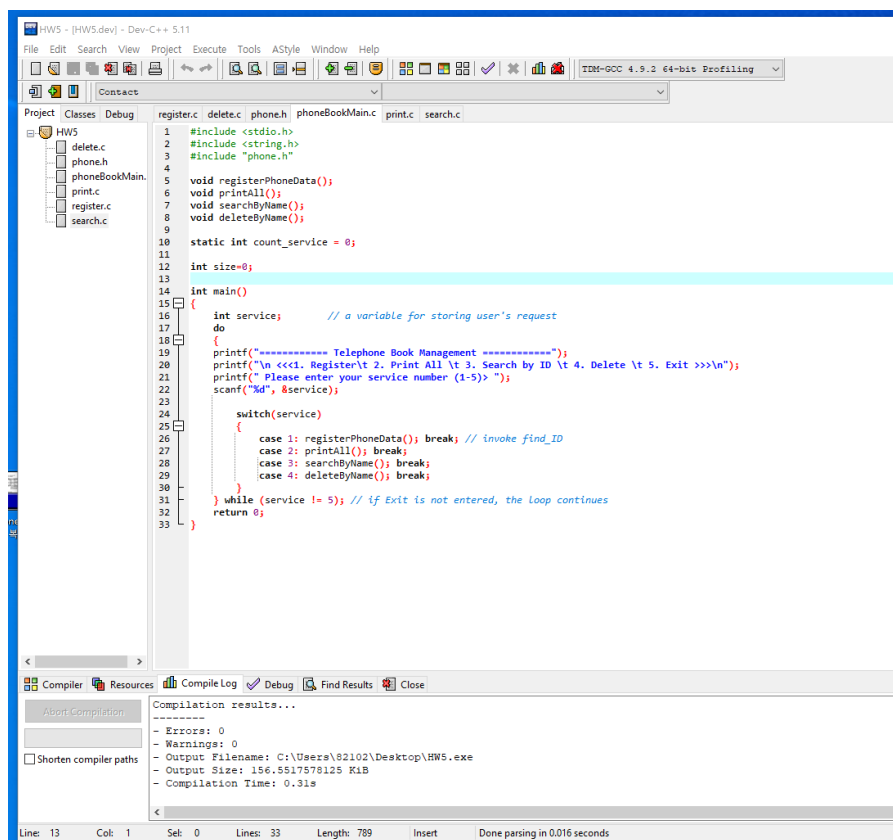 HW5 - [HW5.dev] - Dev-C++ 5.11
File Edit Search View Project Execute Tools AStyle Window Help
TDM-GCC 4.9.2 64-bit Profiling
Contact
Project Classes Debug
register.c delete.c phone.h phoneBookMain.c print.c search.c
HW5
delete.c
phone.h
phoneBookMain.
print.c
register.c
search.c
1 #include <stdio.h>
2 #include <string.h>
3 #include "phone.h"
4
5 void registerPhoneData();
6 void printAll();
7 void searchByName();
8 void deleteByName();
9
10 static int count_service = 0;
11
12 int size=0;
13
14 int main()
15 {
16 int service; // a variable for storing user's request
17 do
18 {
19 printf("============ Telephone Book Management ============");
20 printf("\n <<<1. Register\t 2. Print All \t 3. Search by ID \t 4. Delete \t 5. Exit >>>\n");
21 printf(" Please enter your service number (1-5)> ");
22 scanf("%d", &service);
23
24 switch(service)
25 {
26 case 1: registerPhoneData(); break; // invoke find_ID
27 case 2: printAll(); break;
28 case 3: searchByName(); break;
29 case 4: deleteByName(); break;
30 }
31 } while (service != 5); // if Exit is not entered, the loop continues
32 return 0;
33 }
Compiler Resources Compile Log Debug Find Results Close
Abort Compilation
Shorten compiler paths
Compilation results...
--------
- Errors: 0
- Warnings: 0
- Output Filename: C:\Users\82102\Desktop\HW5.exe
- Output Size: 156.5517578125 KiB
- Compilation Time: 0.31s
Line: 13 Col: 1 Sel: 0 Lines: 33 Length: 789 Insert Done parsing in 0.016 seconds